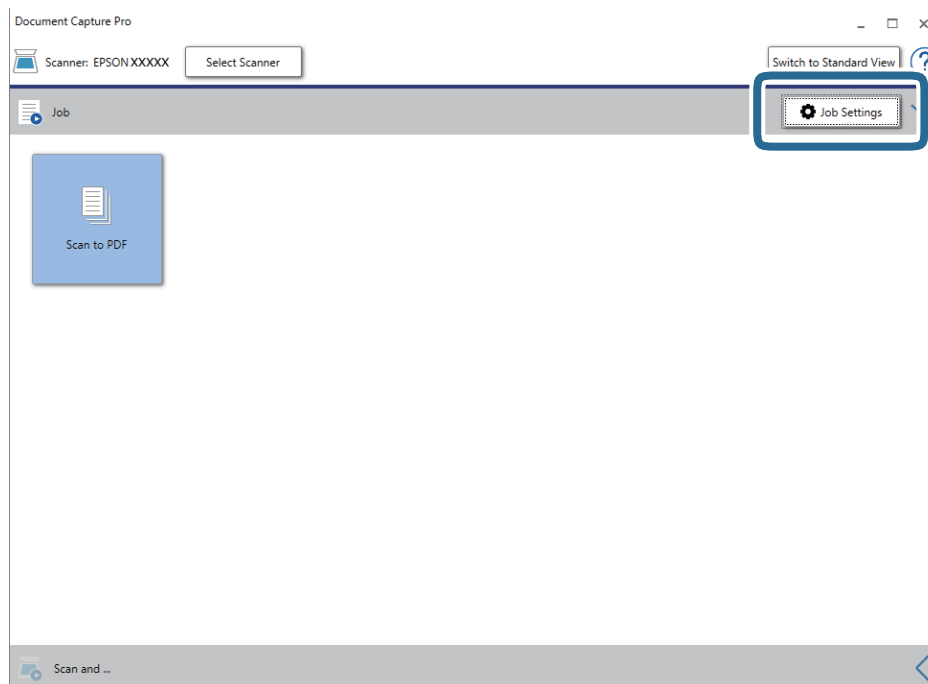 Document Capture Pro
Scanner: EPSON XXXXX
Select Scanner
Switch to Standard View
?
Job
Job Settings
Scan to PDF
Scan and ...